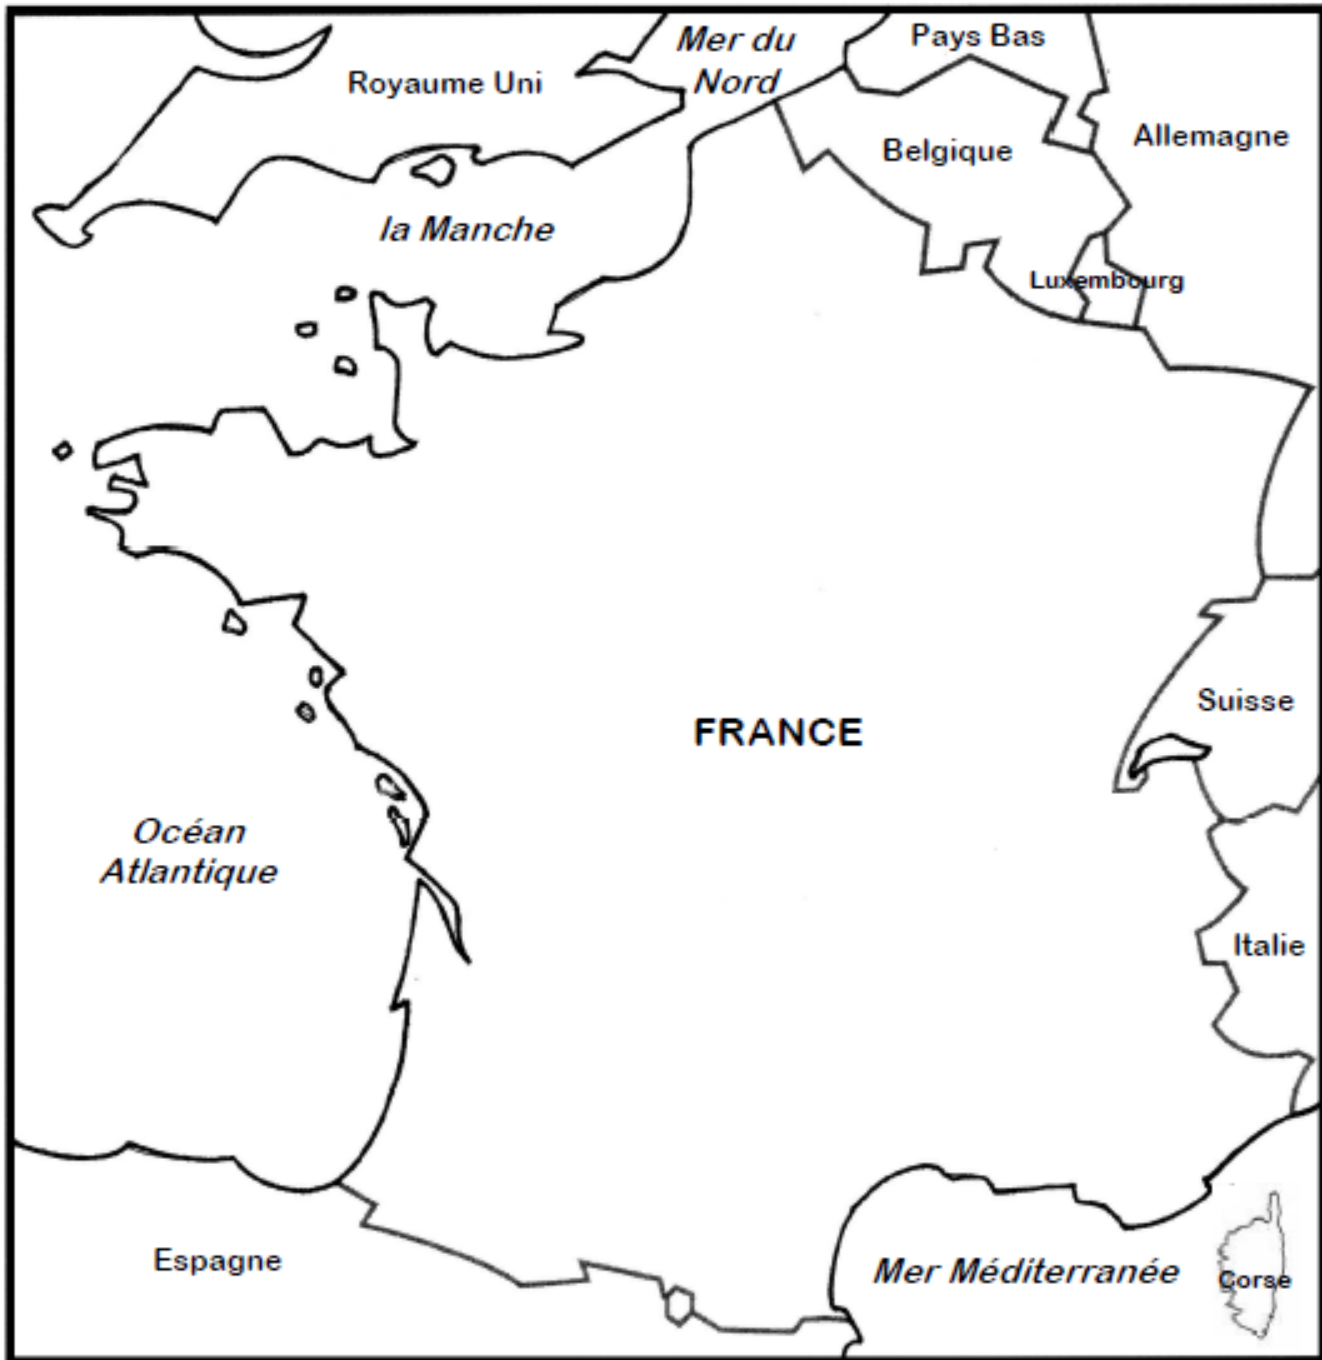 Mer du
Nord
Pays Bas
Royaume Uni
Allemagne
Belgique
la Manche
Luxembourg
Suisse
FRANCE
Océan
Atlantique
Italie
Espagne
Mer Méditerranée
Corse